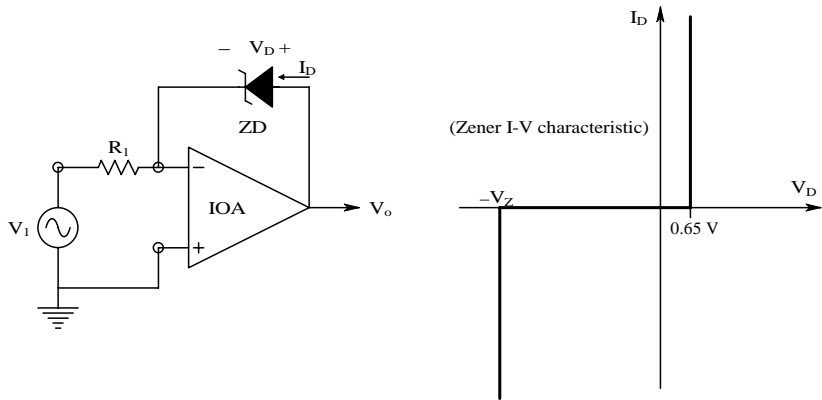 − V_D +
I_D
ZD
R_1
−
IOA
V_o
V_1
+
I_D
(Zener I-V characteristic)
−V_Z
V_D
0.65 V